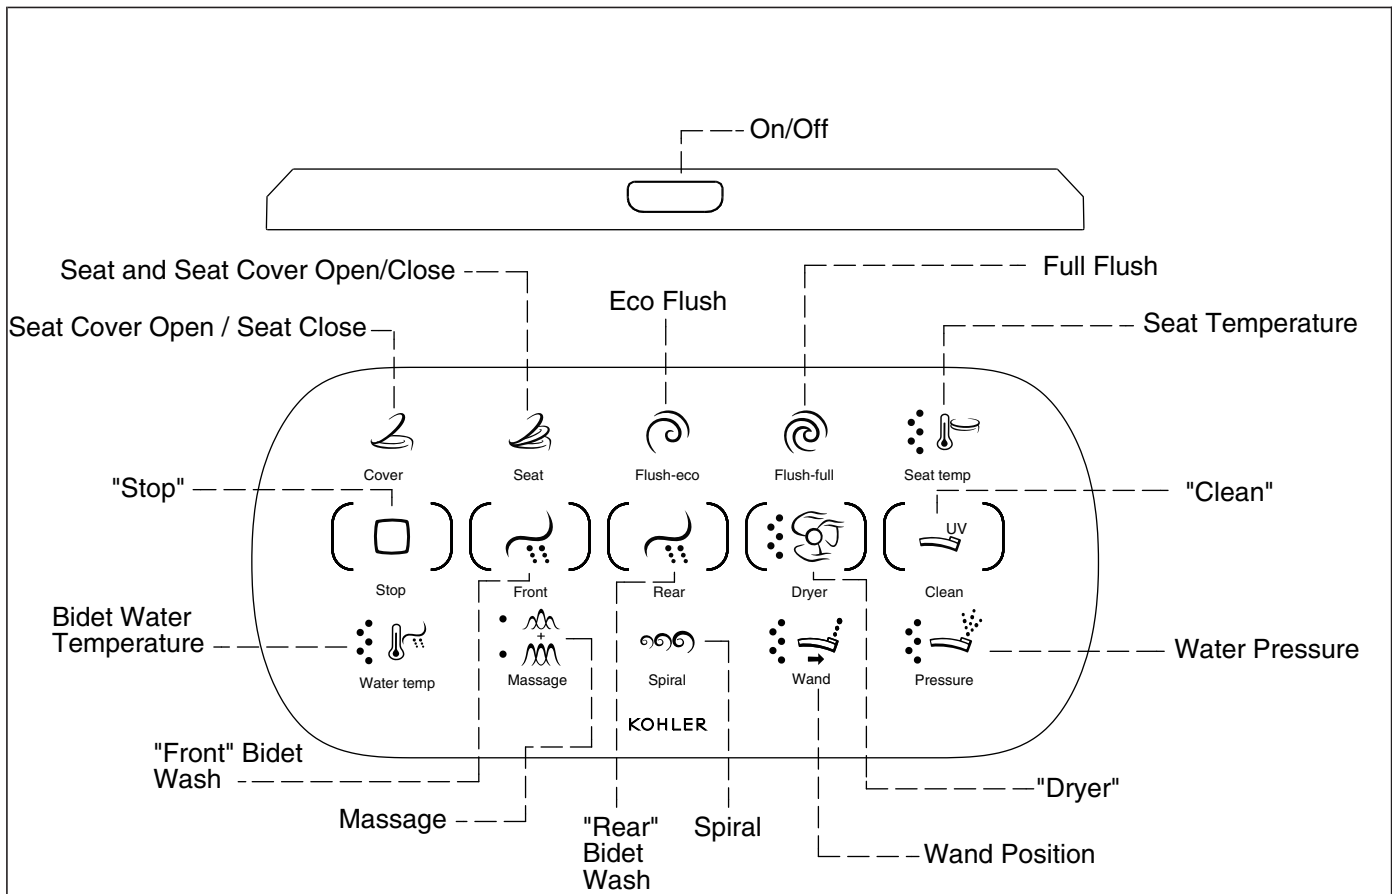 On/Off
Seat and Seat Cover Open/Close
Full Flush
Eco Flush
Seat Cover Open / Seat Close
Seat Temperature
Cover
Seat
Flush-eco
Flush-full
Seat temp
"Stop"
"Clean"
UV
Stop
Front
Rear
Dryer
Clean
Bidet Water
Temperature
+
Water Pressure
Water temp
Massage
Spiral
Wand
Pressure
KOHLER
"Front" Bidet
Wash
"Dryer"
Massage
"Rear"
Bidet
Wash
Spiral
Wand Position